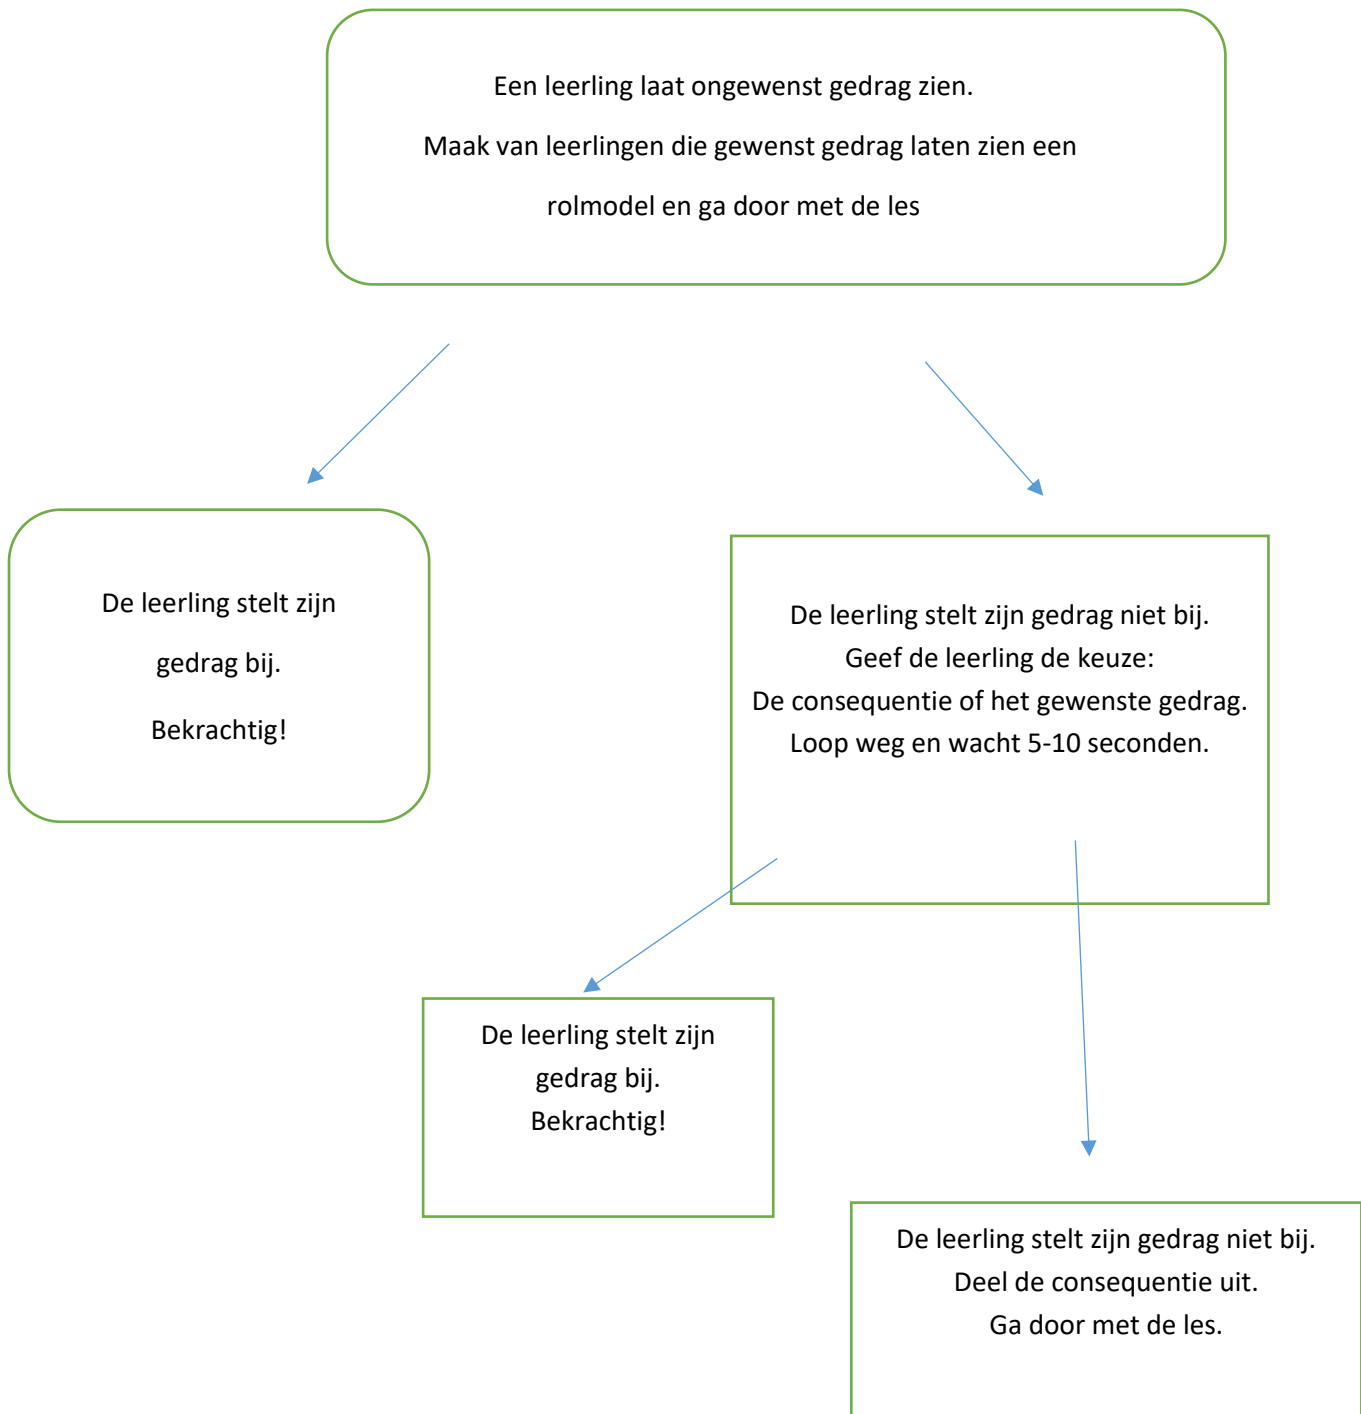 Een leerling laat ongewenst gedrag zien.
Maak van leerlingen die gewenst gedrag laten zien een
rolmodel en ga door met de les
De leerling stelt zijn
gedrag bij.
Bekrachtig!
De leerling stelt zijn gedrag niet bij.
Geef de leerling de keuze:
De consequentie of het gewenste gedrag.
Loop weg en wacht 5-10 seconden.
De leerling stelt zijn
gedrag bij.
Bekrachtig!
De leerling stelt zijn gedrag niet bij.
Deel de consequentie uit.
Ga door met de les.